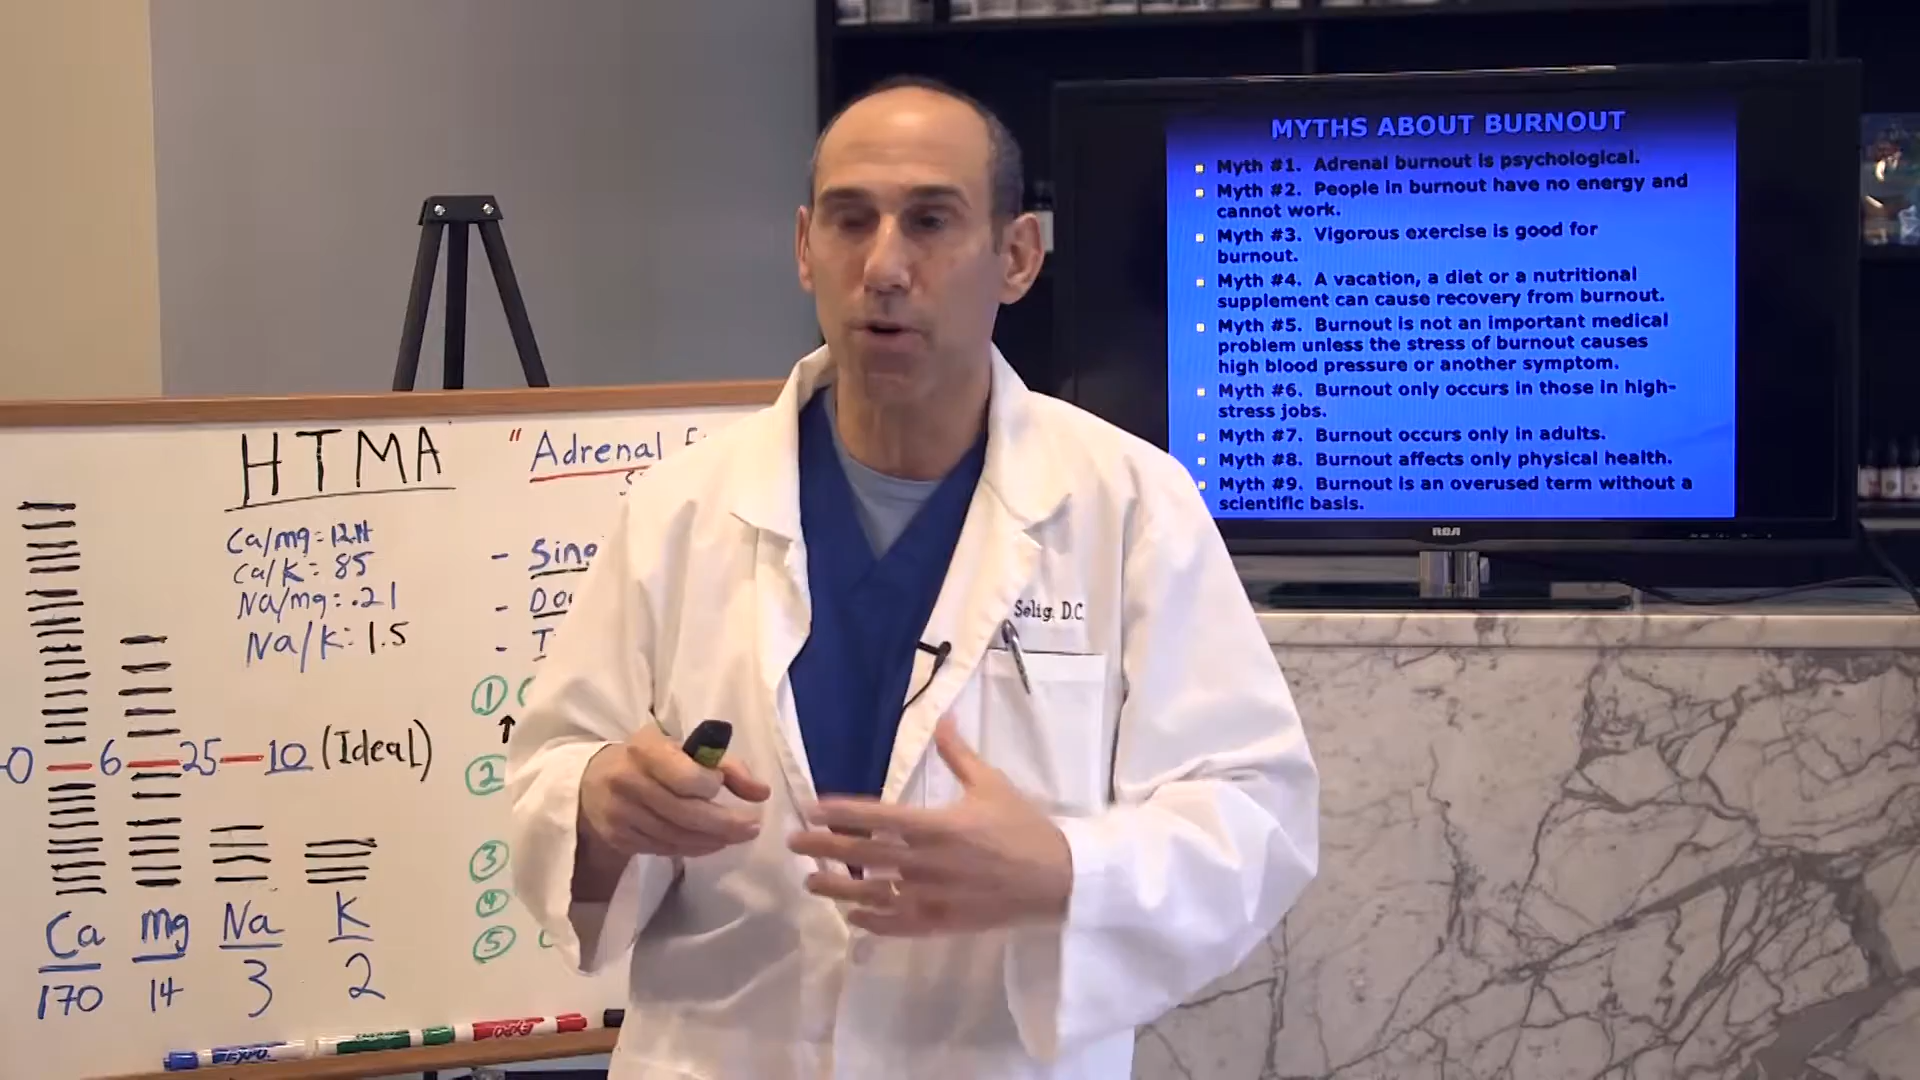 HTMA
Ca/mg=12.14
Ca/K: 85
Na/mg: .21
Na/K: 1.5
0 6 25 10 (Ideal)
Ca mg Na K
170 14 3 2
"Adrenal
-
-
-
1
2
3
4
5
EXPO
EXPO
Selig, D.C.
MYTHS ABOUT BURNOUT
Myth #1. Adrenal burnout is psychological.
Myth #2. People in burnout have no energy and
cannot work.
Myth #3. Vigorous exercise is good for
burnout.
Myth #4. A vacation, a diet or a nutritional
supplement can cause recovery from burnout.
Myth #5. Burnout is not an important medical
problem unless the stress of burnout causes
high blood pressure or another symptom.
Myth #6. Burnout only occurs in those in high-
stress jobs.
Myth #7. Burnout occurs only in adults.
Myth #8. Burnout affects only physical health.
Myth #9. Burnout is an overused term without a
scientific basis.
RCA